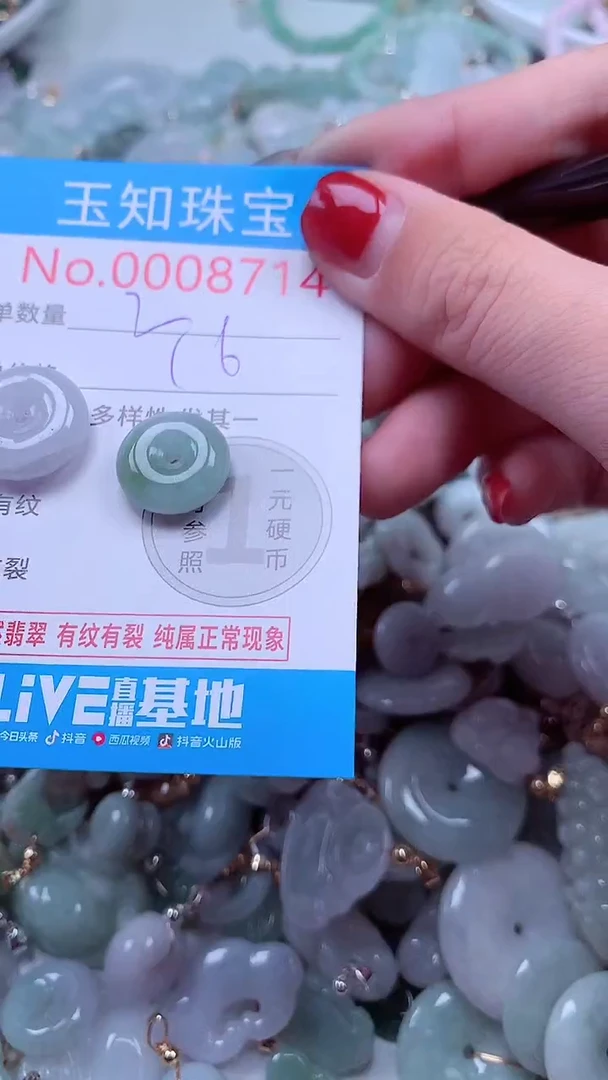 玉知珠宝
No.0008714
单数量
多样性 发其一
有纹
参
照
一
元
硬
币
1
裂
翡翠 有纹有裂 纯属正常现象
LIVE直播基地
今日头条 抖音 西瓜视频 抖音火山版